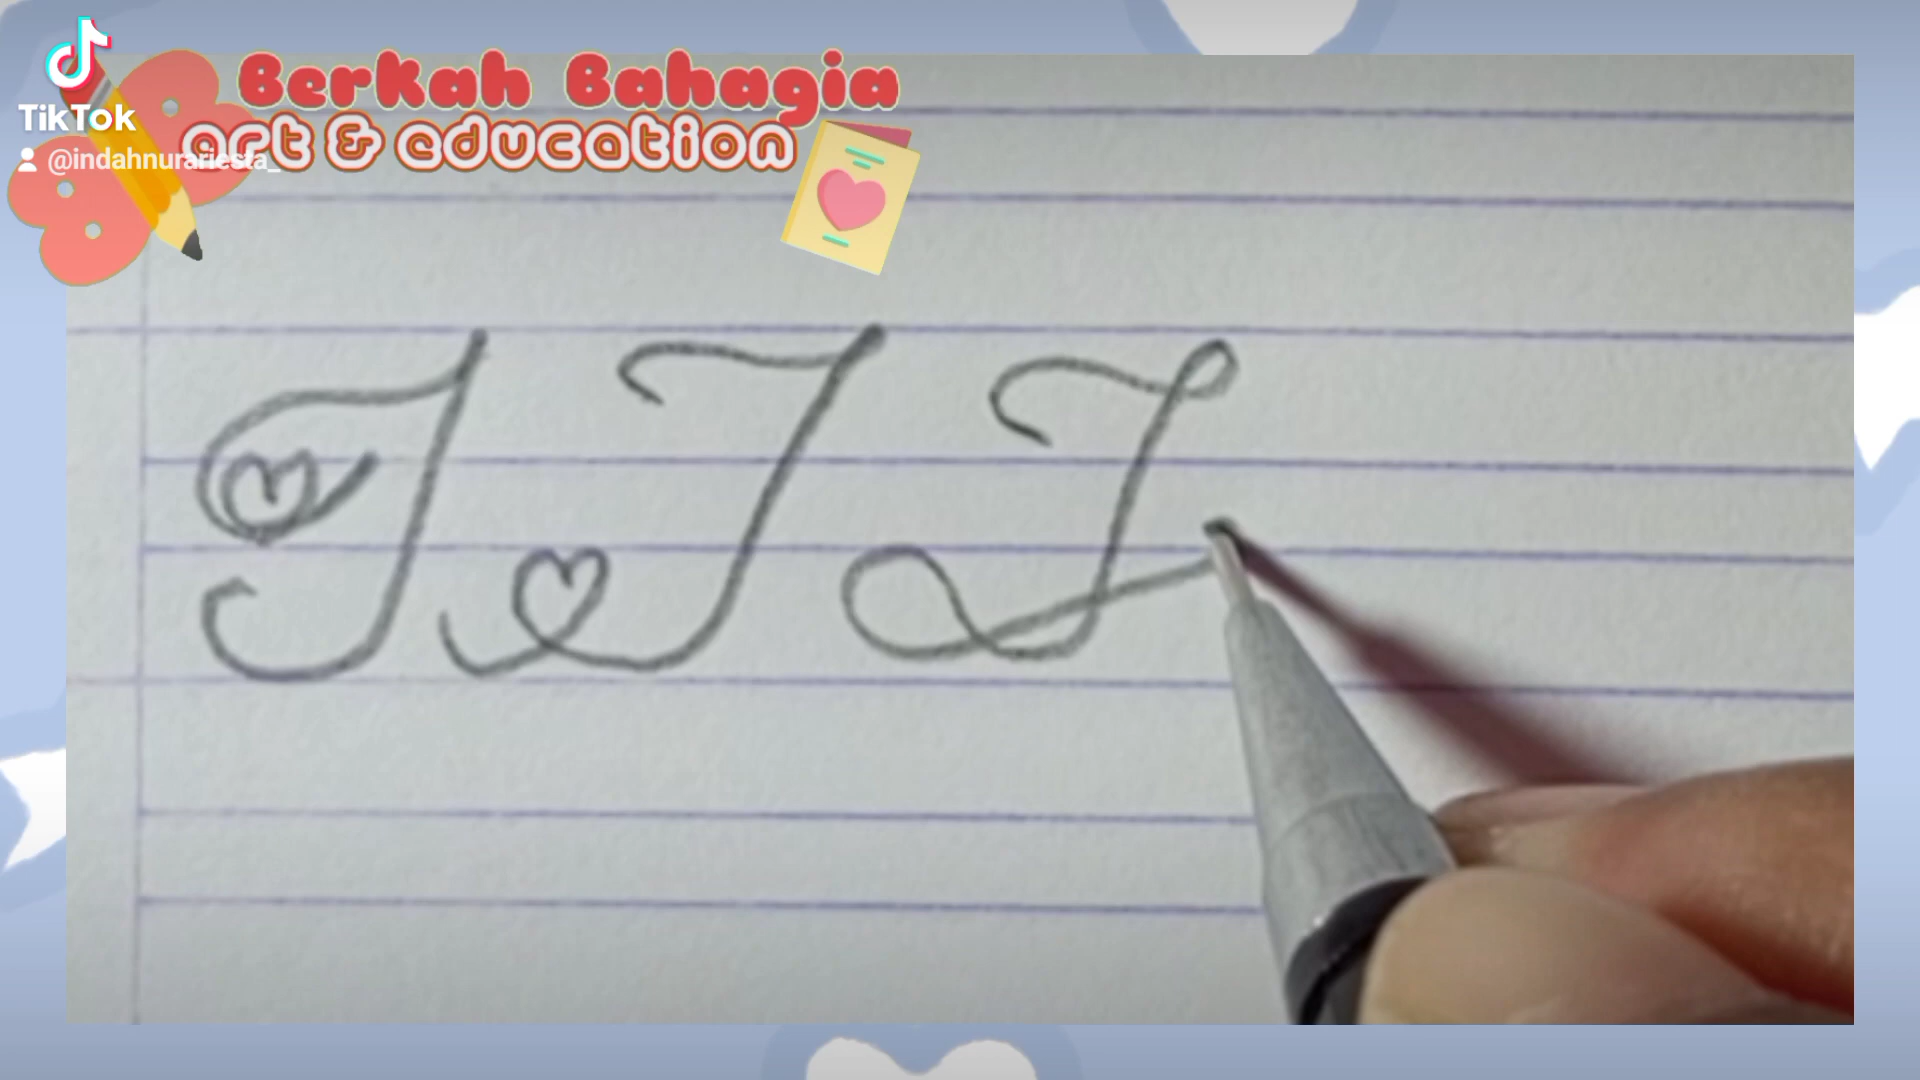 Berkah Bahagia
TikTok
art & education
@indahnurariesta_
I I I